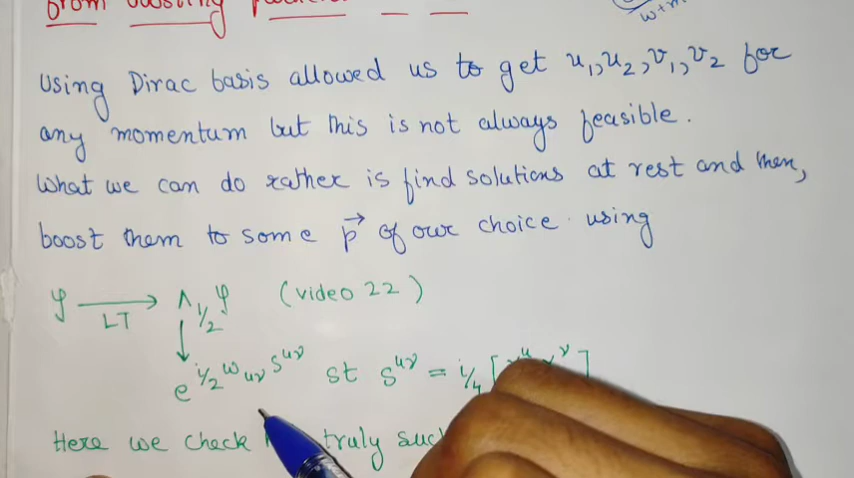 from boosting
w+m
Using Dirac basis allowed us to get u₁, u₂, v₁, v₂ for
any momentum but this is not always feasible.
What we can do rather is find solutions at rest and then,
boost them to some p⃗ of our choice using
ψ → Λ₁/₂ ψ (video 22)
LT
↓
e^{i/2 ω_{μν} S^{μν}} st S^{μν} = i/4 [γ^μ, γ^ν]
Here we check truly